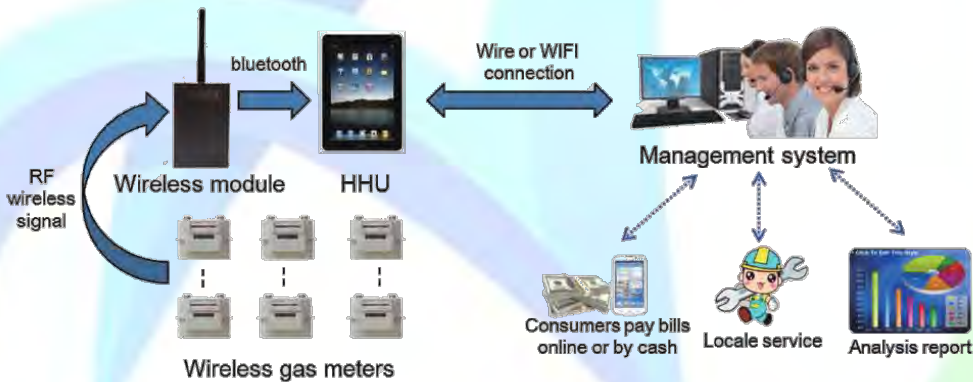 bluetooth
Wire or WIFI
connection
RF
wireless
signal
Wireless module
HHU
Management system
Wireless gas meters
Consumers pay bills
online or by cash
Locale service
Analysis report